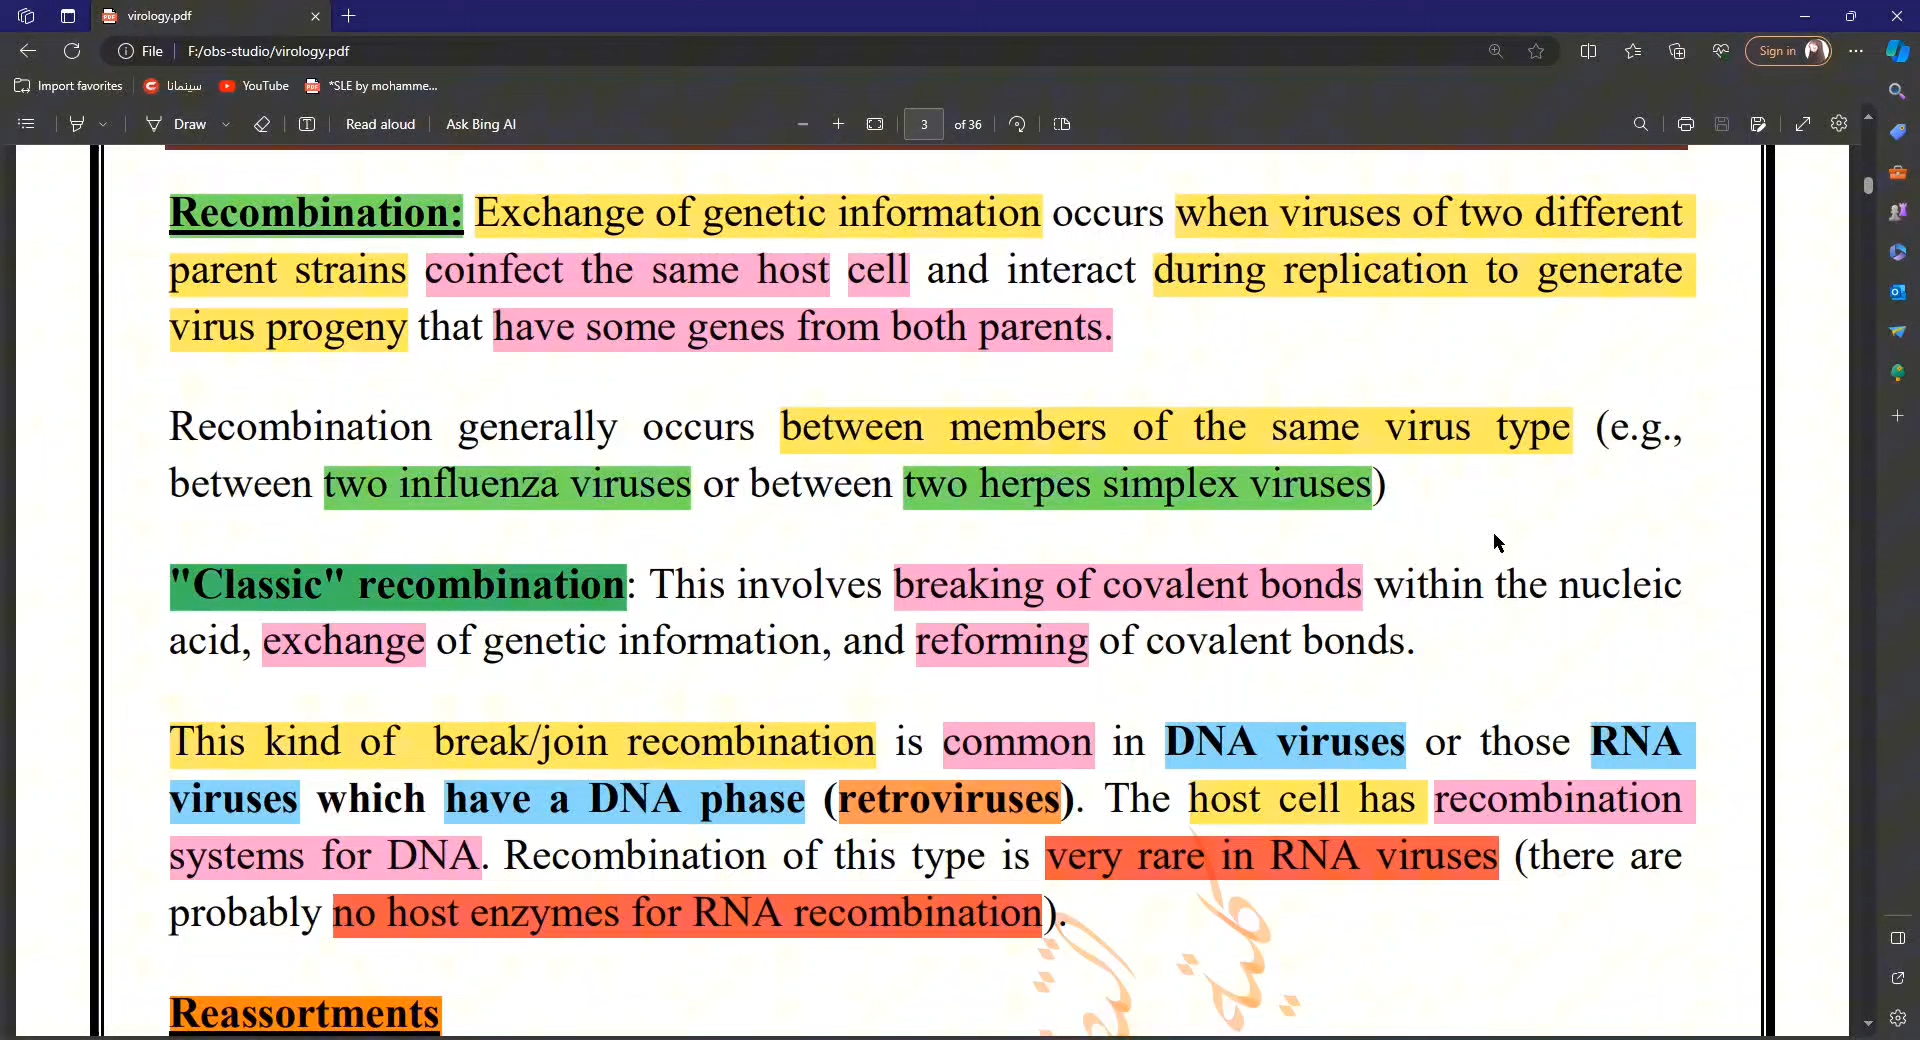 virology.pdf
File
F:/obs-studio/virology.pdf
Sign in
Import favorites
سينمانا
YouTube
*SLE by mohamme...
Draw
Read aloud
Ask Bing AI
3
of 36
Recombination: Exchange of genetic information occurs when viruses of two different
parent strains coinfect the same host cell and interact during replication to generate
virus progeny that have some genes from both parents.
Recombination generally occurs between members of the same virus type (e.g.,
between two influenza viruses or between two herpes simplex viruses)
"Classic" recombination: This involves breaking of covalent bonds within the nucleic
acid, exchange of genetic information, and reforming of covalent bonds.
This kind of break/join recombination is common in DNA viruses or those RNA
viruses which have a DNA phase (retroviruses). The host cell has recombination
systems for DNA. Recombination of this type is very rare in RNA viruses (there are
probably no host enzymes for RNA recombination).
Reassortments